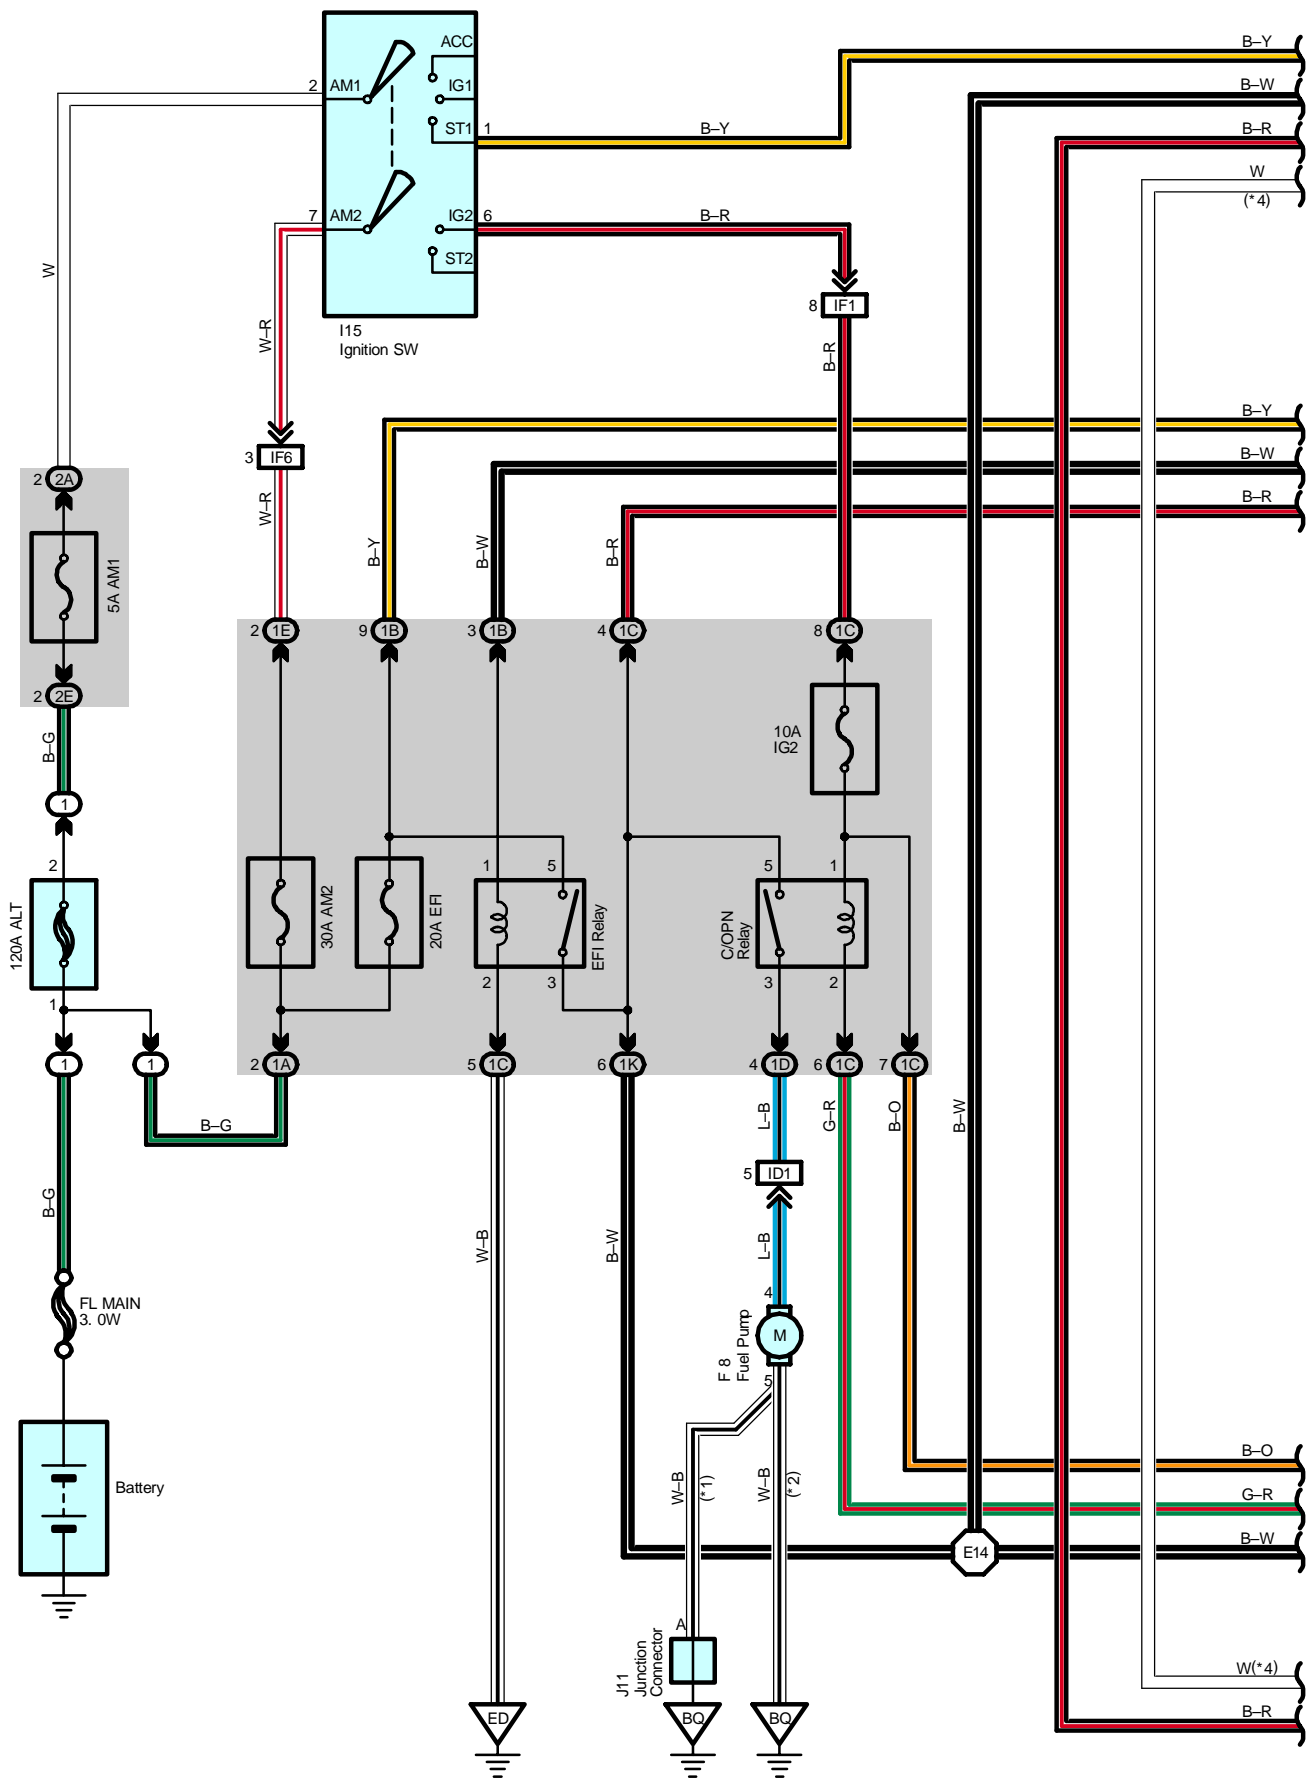 B–Y
B–W
B–R
W
(*4)
ACC
2
AM1
IG1
ST1
1
B–Y
7
AM2
IG2
6
B–R
ST2
W
I15
Ignition SW
W–R
8
IF1
B–R
B–Y
B–W
B–R
3
IF6
W–R
B–Y
B–W
B–R
2
2A
5A AM1
2
2E
B–G
1
2
120A ALT
1
1
1
B–G
B–G
FL MAIN
3. 0W
Battery
2
1E
9
1B
3
1B
4
1C
8
1C
10A
IG2
30A AM2
20A EFI
1
5
EFI Relay
2
3
5
1
C/OPN
Relay
3
2
2
1A
5
1C
6
1K
4
1D
6
1C
7
1C
L–B
G–R
B–O
B–W
5
ID1
W–B
B–W
L–B
4
M
F 8
Fuel Pump
5
W–B
(*1)
W–B
(*2)
B–O
G–R
B–W
E14
A
J11
Junction
Connector
W(*4)
B–R
ED
BQ
BQ